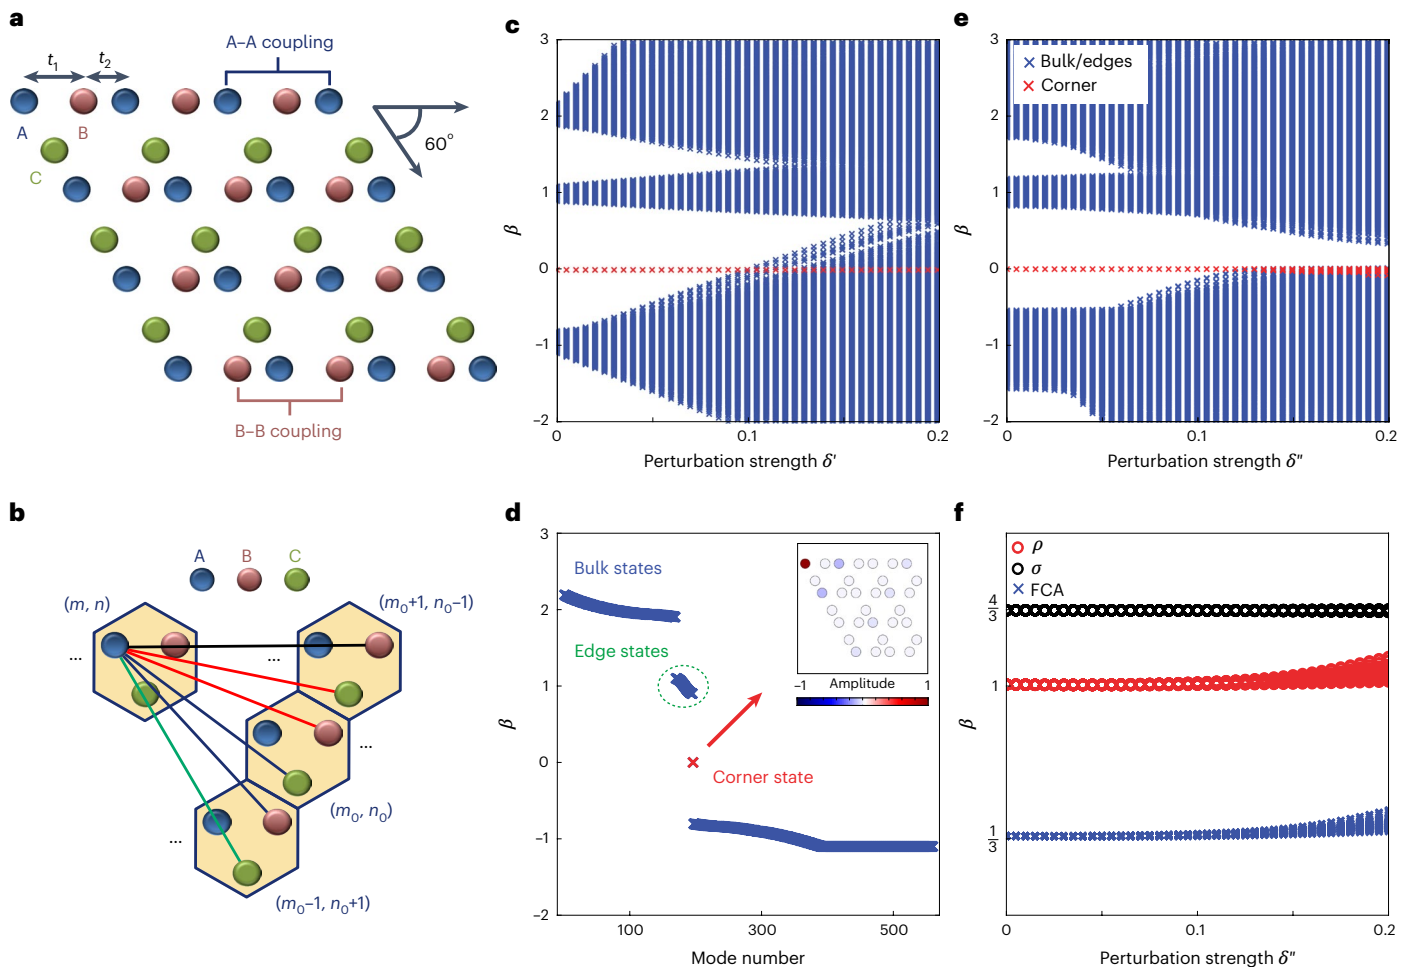 a
A–A coupling
t1
t2
A
B
C
60°
B–B coupling
b
A
B
C
(m, n)
(m0+1, n0–1)
...
...
...
(m0, n0)
...
(m0–1, n0+1)
c
3
2
1
0
–1
–2
β
0
0.1
0.2
Perturbation strength δ'
d
3
2
1
0
–1
–2
β
Bulk states
Edge states
Corner state
–1
Amplitude
1
100
300
500
Mode number
e
3
2
1
0
–1
–2
β
Bulk/edges
Corner
0
0.1
0.2
Perturbation strength δ"
f
ρ
σ
FCA
4
3
1
1
3
β
0
0.1
0.2
Perturbation strength δ"